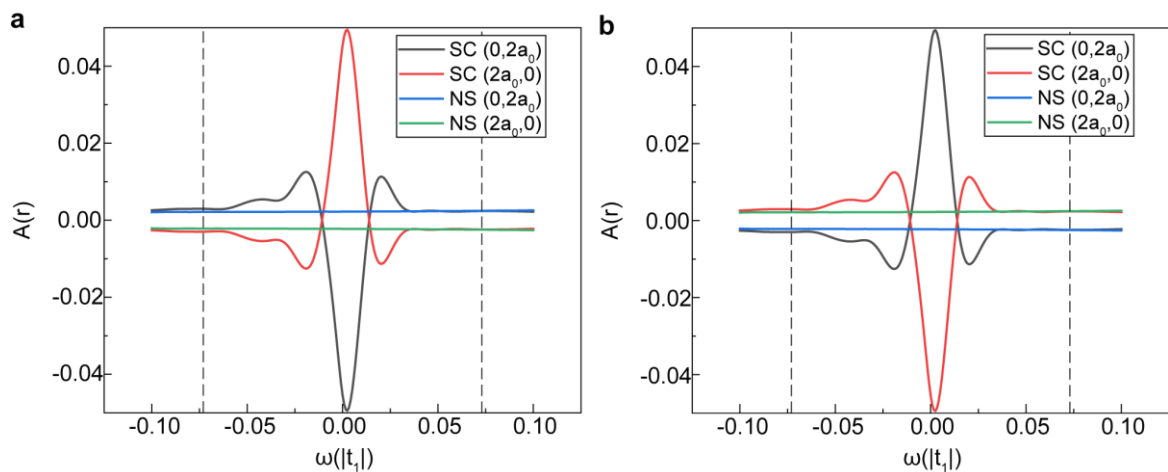 a
SC (0,2a₀)
SC (2a₀,0)
NS (0,2a₀)
NS (2a₀,0)
A(r)
0.04
0.02
0.00
-0.02
-0.04
-0.10 -0.05 0.00 0.05 0.10
ω(|t₁|)
b
SC (0,2a₀)
SC (2a₀,0)
NS (0,2a₀)
NS (2a₀,0)
A(r)
0.04
0.02
0.00
-0.02
-0.04
-0.10 -0.05 0.00 0.05 0.10
ω(|t₁|)